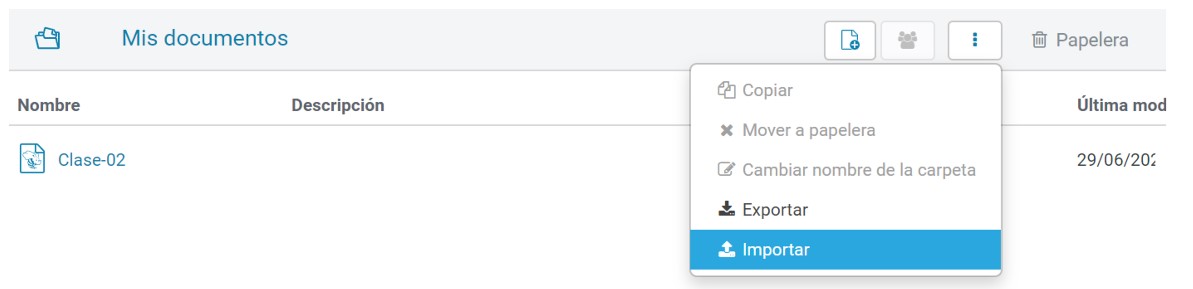 Mis documentos
Papelera
Nombre
Descripción
Última mod
Copiar
Mover a papelera
Cambiar nombre de la carpeta
Exportar
Importar
Clase-02
29/06/202